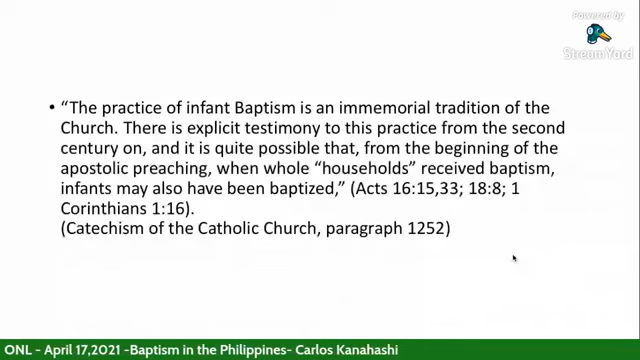 Powered by
StreamYard
• “The practice of infant Baptism is an immemorial tradition of the
Church. There is explicit testimony to this practice from the second
century on, and it is quite possible that, from the beginning of the
apostolic preaching, when whole “households” received baptism,
infants may also have been baptized,” (Acts 16:15,33; 18:8; 1
Corinthians 1:16).
(Catechism of the Catholic Church, paragraph 1252)
ONL - April 17,2021 -Baptism in the Philippines- Carlos Kanahashi